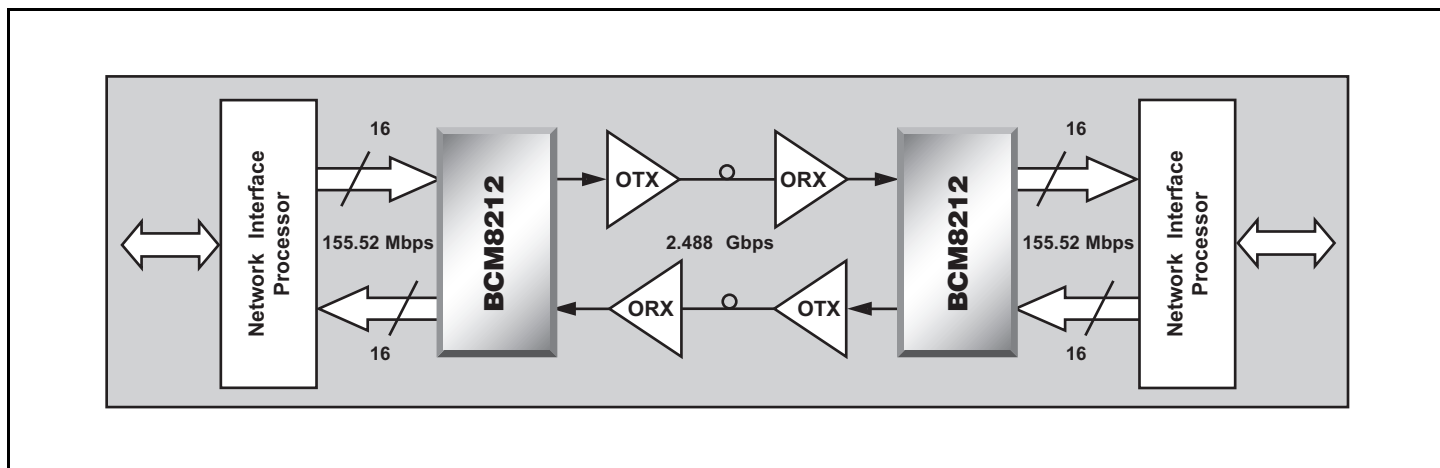 Network Interface
Processor
16
155.52 Mbps
16
BCM8212
OTX
ORX
2.488 Gbps
ORX
OTX
BCM8212
16
155.52 Mbps
16
Network Interface
Processor